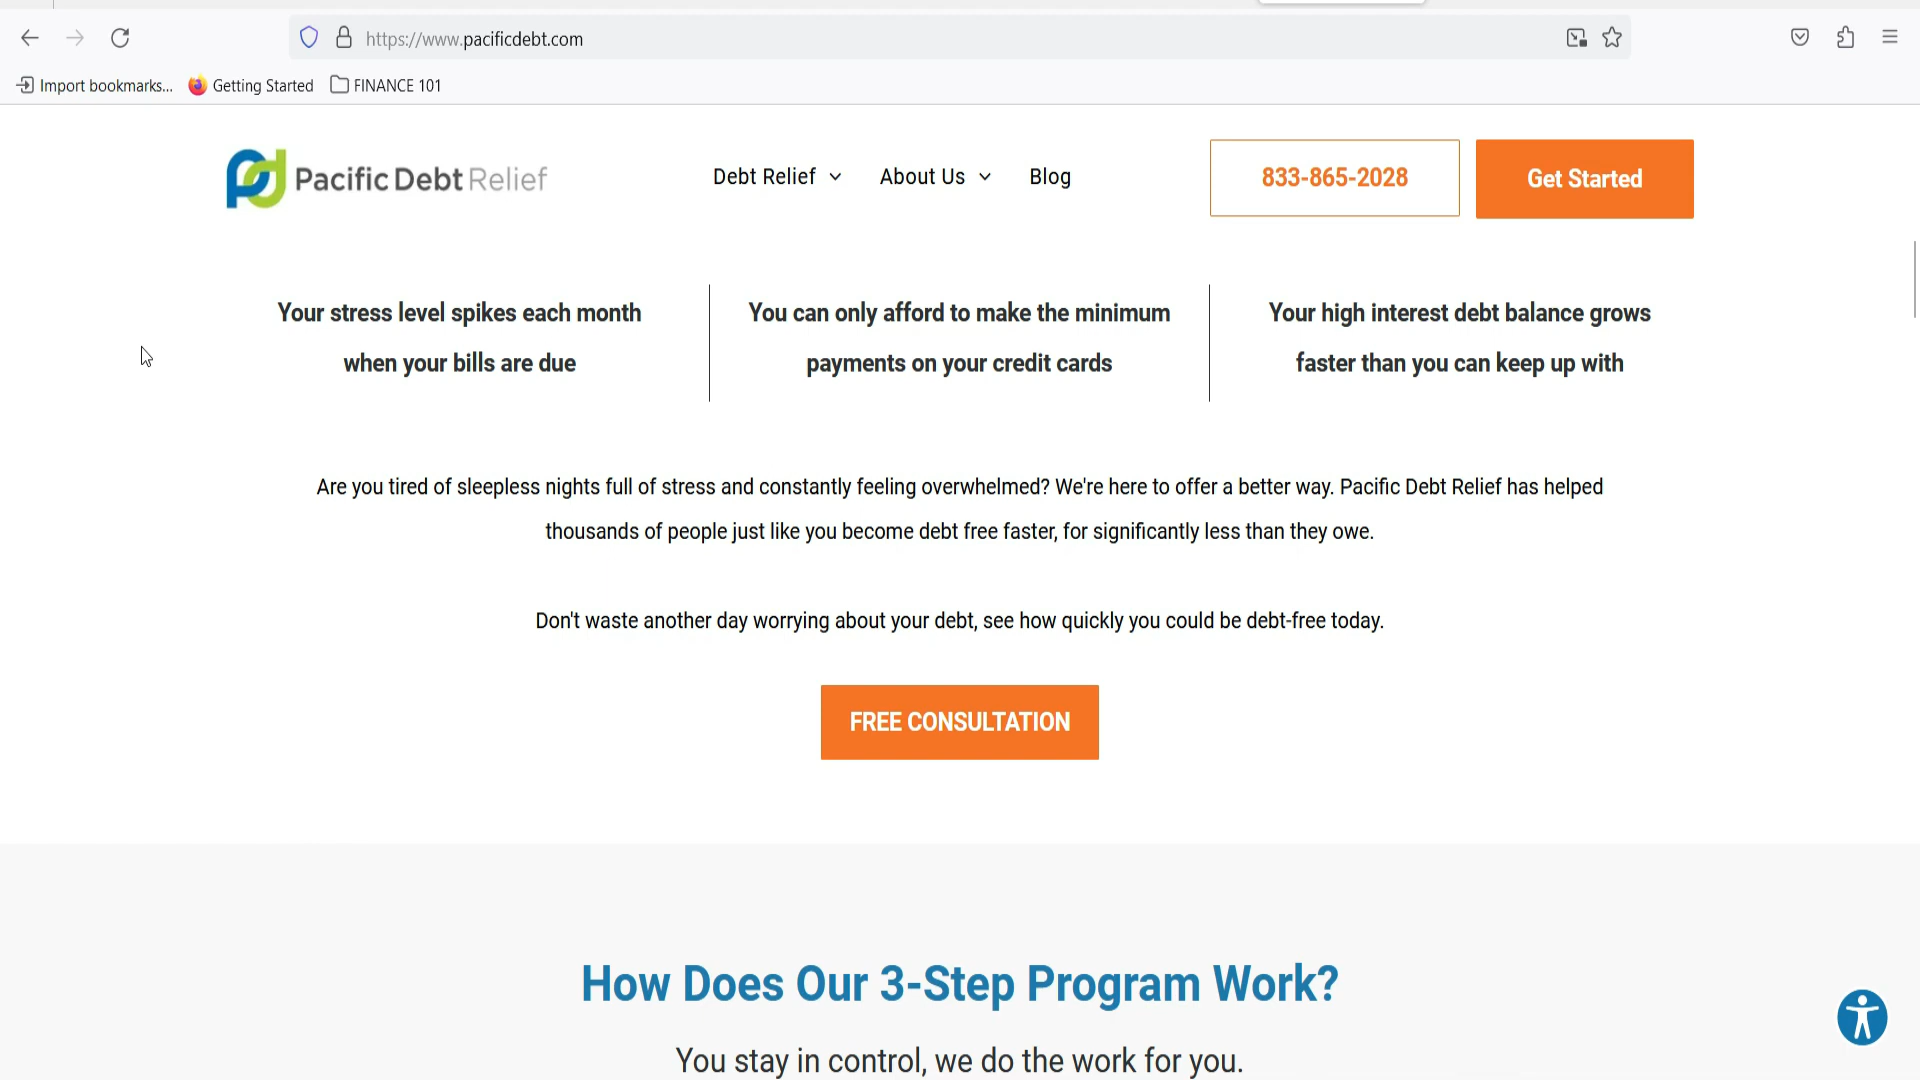 https://www.pacificdebt.com
Import bookmarks... Getting Started FINANCE 101
Pacific Debt Relief
Debt Relief About Us Blog
833-865-2028
Get Started
Your stress level spikes each month
when your bills are due
You can only afford to make the minimum
payments on your credit cards
Your high interest debt balance grows
faster than you can keep up with
Are you tired of sleepless nights full of stress and constantly feeling overwhelmed? We're here to offer a better way. Pacific Debt Relief has helped
thousands of people just like you become debt free faster, for significantly less than they owe.
Don't waste another day worrying about your debt, see how quickly you could be debt-free today.
FREE CONSULTATION
How Does Our 3-Step Program Work?
You stay in control, we do the work for you.